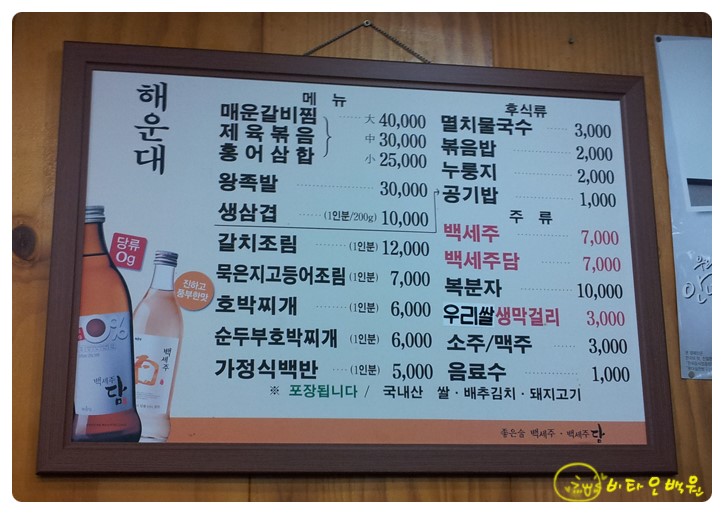 해운대
메 뉴
매운갈비찜 大 40,000
제육볶음 中 30,000
홍어삼합 小 25,000
왕족발 30,000
생삼겹 (1인분/200g) 10,000
갈치조림 (1인분) 12,000
묵은지고등어조림 (1인분) 7,000
호박찌개 (1인분) 6,000
순두부호박찌개 (1인분) 6,000
가정식백반 (1인분) 5,000
후식류
멸치물국수 3,000
볶음밥 2,000
누룽지 2,000
공기밥 1,000
주 류
백세주 7,000
백세주담 7,000
복분자 10,000
우리쌀생막걸리 3,000
소주/맥주 3,000
음료수 1,000
※ 포장됩니다 / 국내산 쌀·배추김치·돼지고기
당류
0g
진하고
풍부한맛
백세주
담
백세주
좋은술 백세주·백세주담
비타민백원